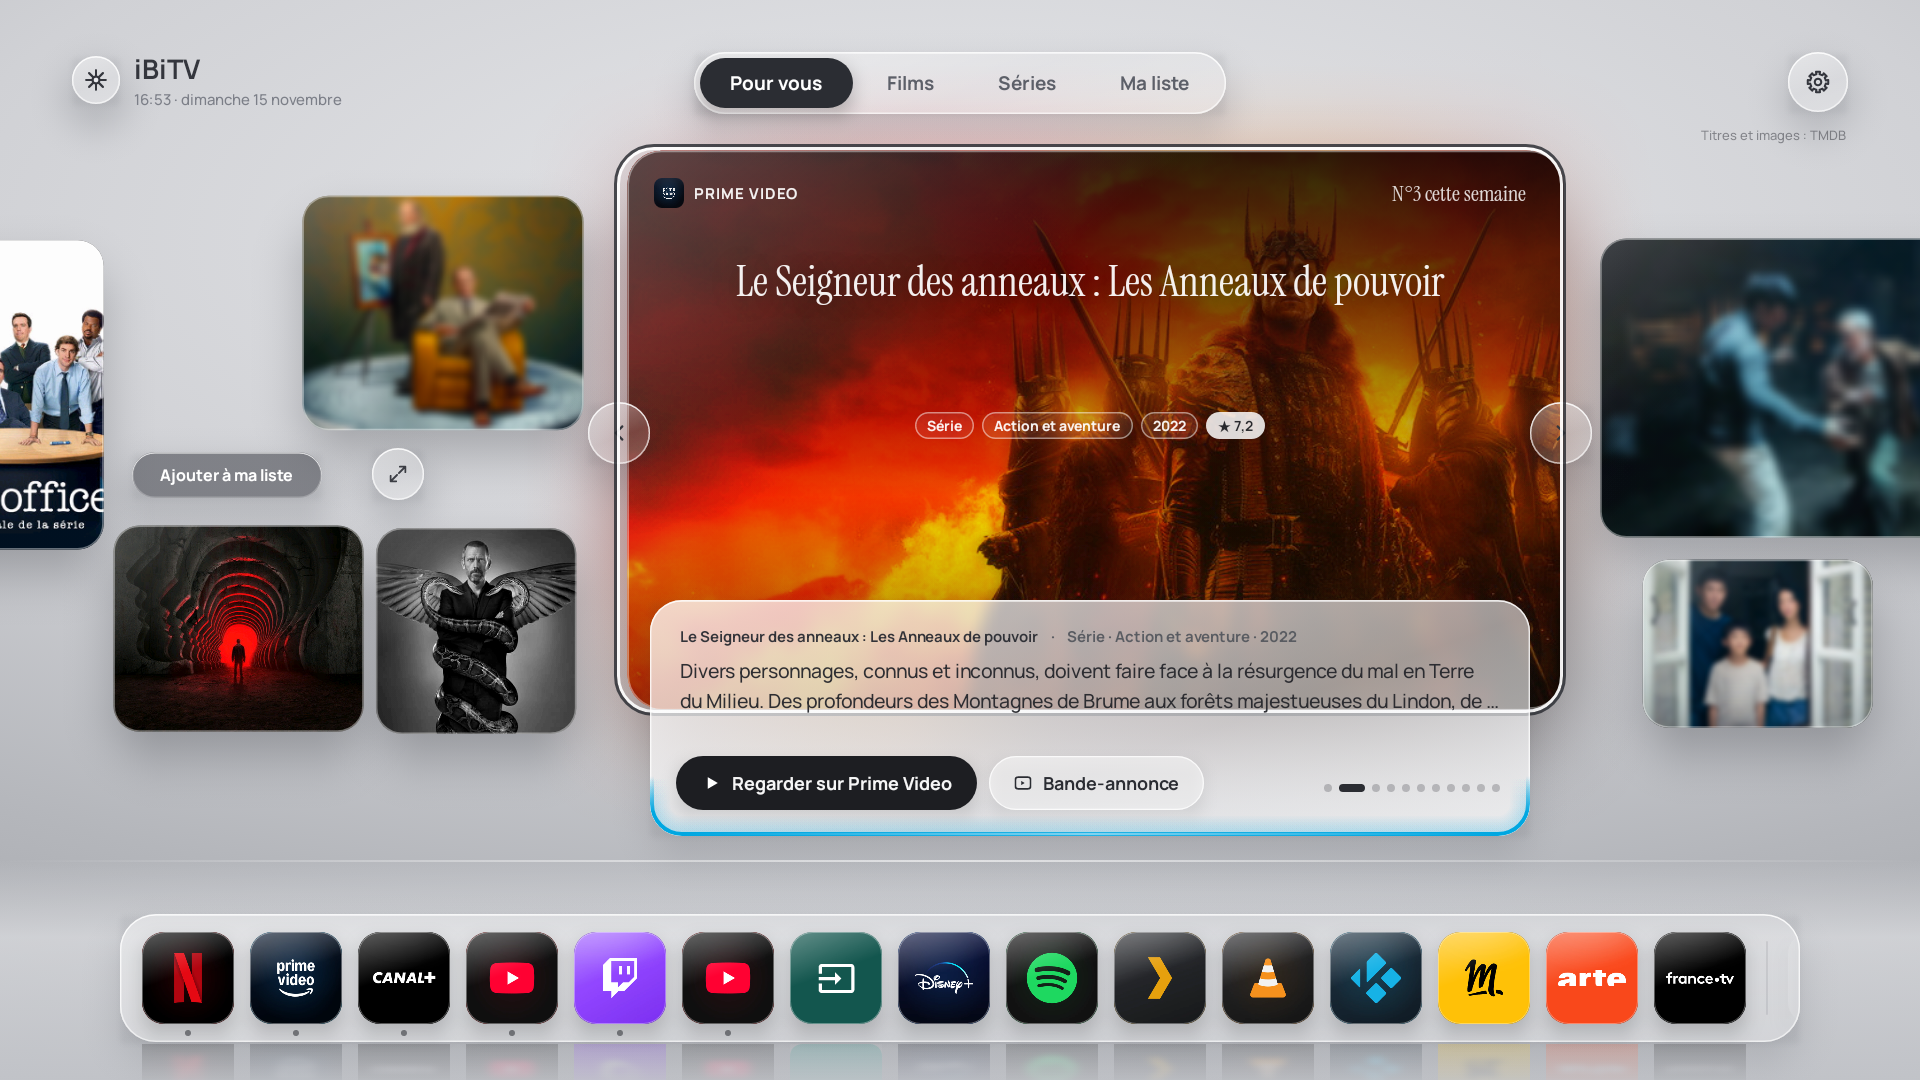 iBiTV
16:53 · dimanche 15 novembre
Pour vous
Films
Séries
Ma liste
Titres et images : TMDB
PRIME VIDEO
N°3 cette semaine
Le Seigneur des anneaux : Les Anneaux de pouvoir
Série
Action et aventure
2022
★ 7,2
office
ale de la série
Ajouter à ma liste
Le Seigneur des anneaux : Les Anneaux de pouvoir · Série · Action et aventure · 2022
Divers personnages, connus et inconnus, doivent faire face à la résurgence du mal en Terre
du Milieu. Des profondeurs des Montagnes de Brume aux forêts majestueuses du Lindon, de ...
Regarder sur Prime Video
Bande-annonce
N
prime video
CANAL+
Disney+
M.
arte
france•tv